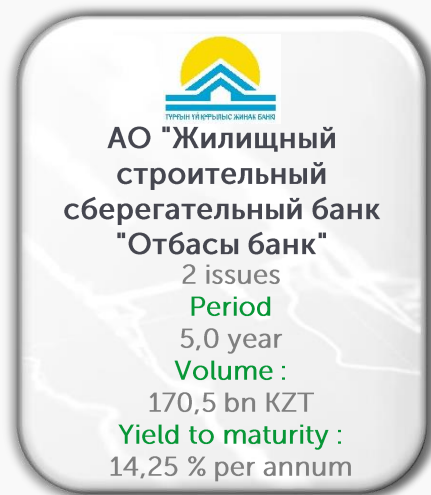 ТҰРҒЫН ҮЙ ҚҰРЫЛЫС ЖИНАҚ БАНКІ
АО "Жилищный
строительный
сберегательный банк
"Отбасы банк"
2 issues
Period
5,0 year
Volume :
170,5 bn KZT
Yield to maturity :
14,25 % per annum